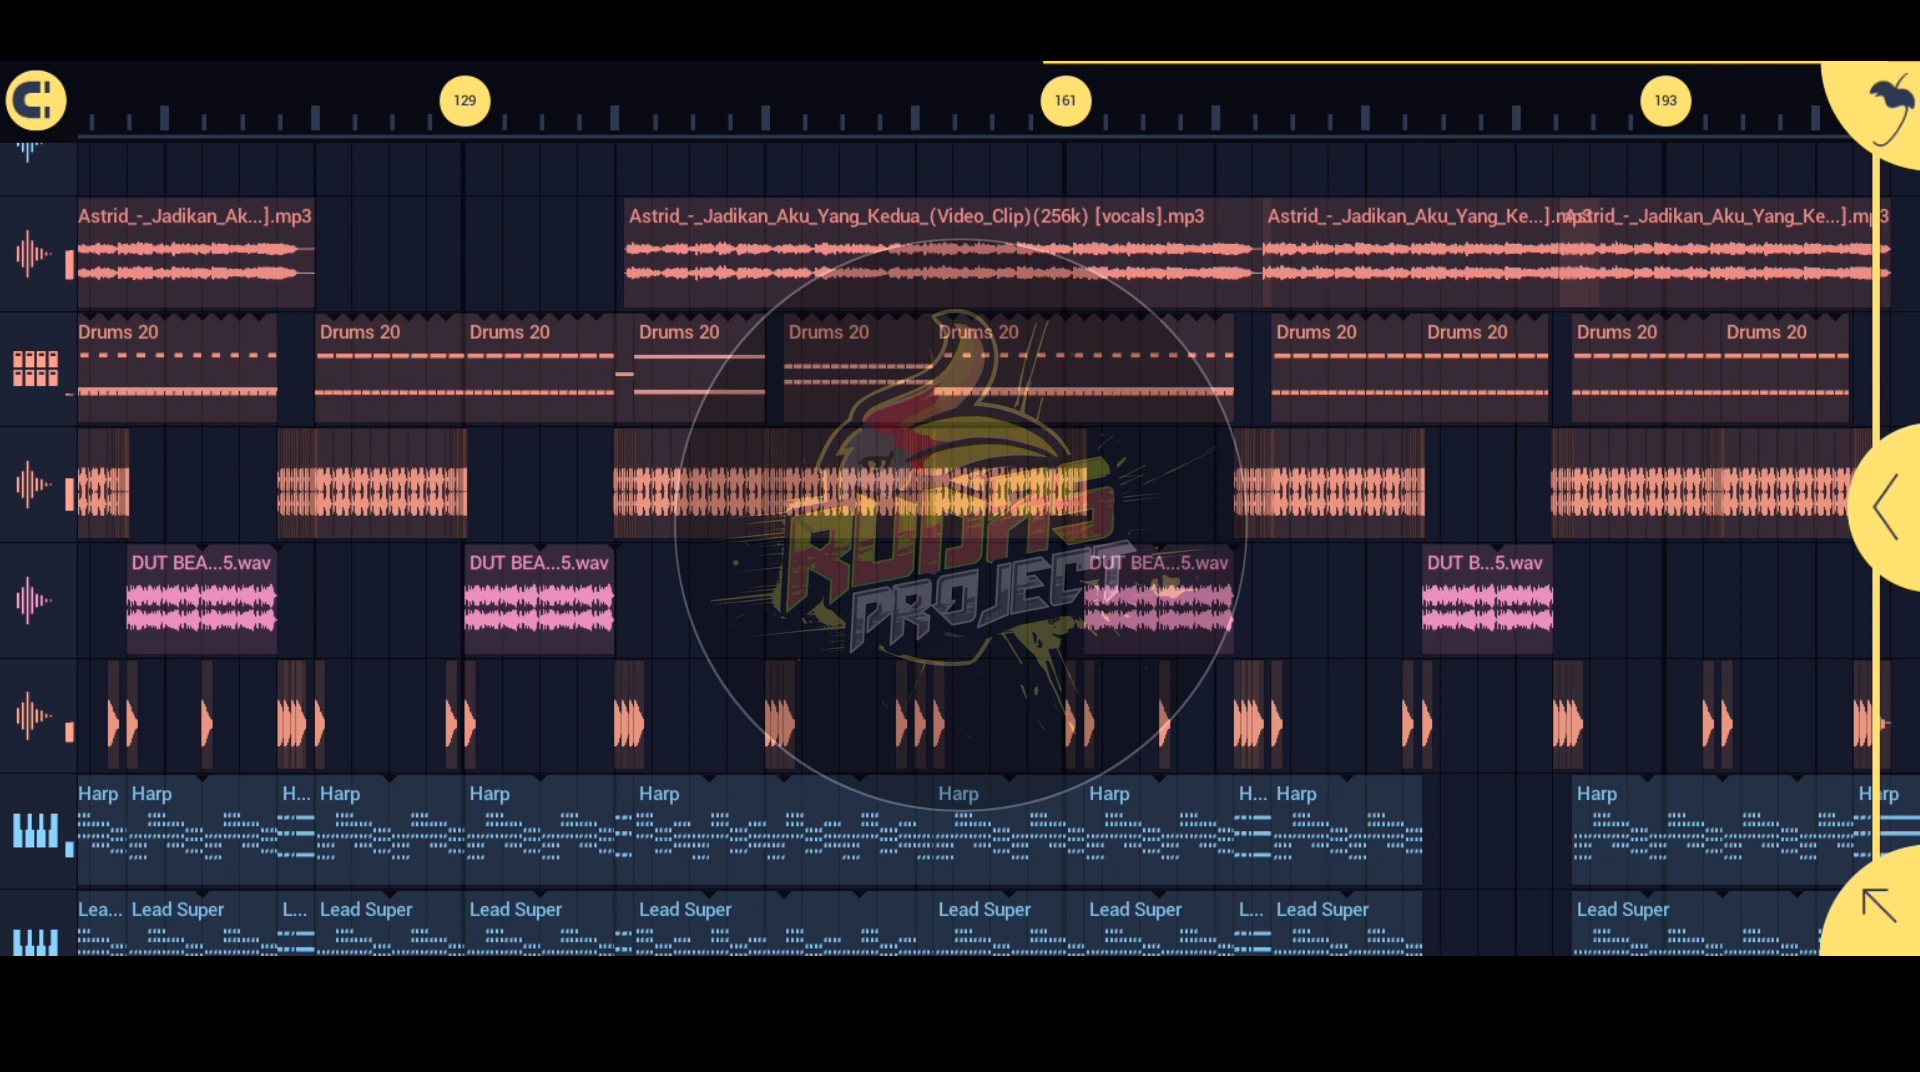 129 161 193
Astrid_-_Jadikan_Ak...].mp3 Astrid_-_Jadikan_Aku_Yang_Kedua_(Video_Clip)(256k) [vocals].mp3 Astrid_-_Jadikan_Aku_Yang_Ke...].mp3 Astrid_-_Jadikan_Aku_Yang_Ke...].mp3
Drums 20 Drums 20 Drums 20 Drums 20 Drums 20 Drums 20 Drums 20 Drums 20 Drums 20 Drums 20
RUDAS
PROJECT
DUT BEA...5.wav DUT BEA...5.wav DUT BEA...5.wav DUT B...5.wav
Harp Harp H... Harp Harp Harp Harp Harp H... Harp Harp Harp
Lea... Lead Super L... Lead Super Lead Super Lead Super Lead Super Lead Super L... Lead Super Lead Super